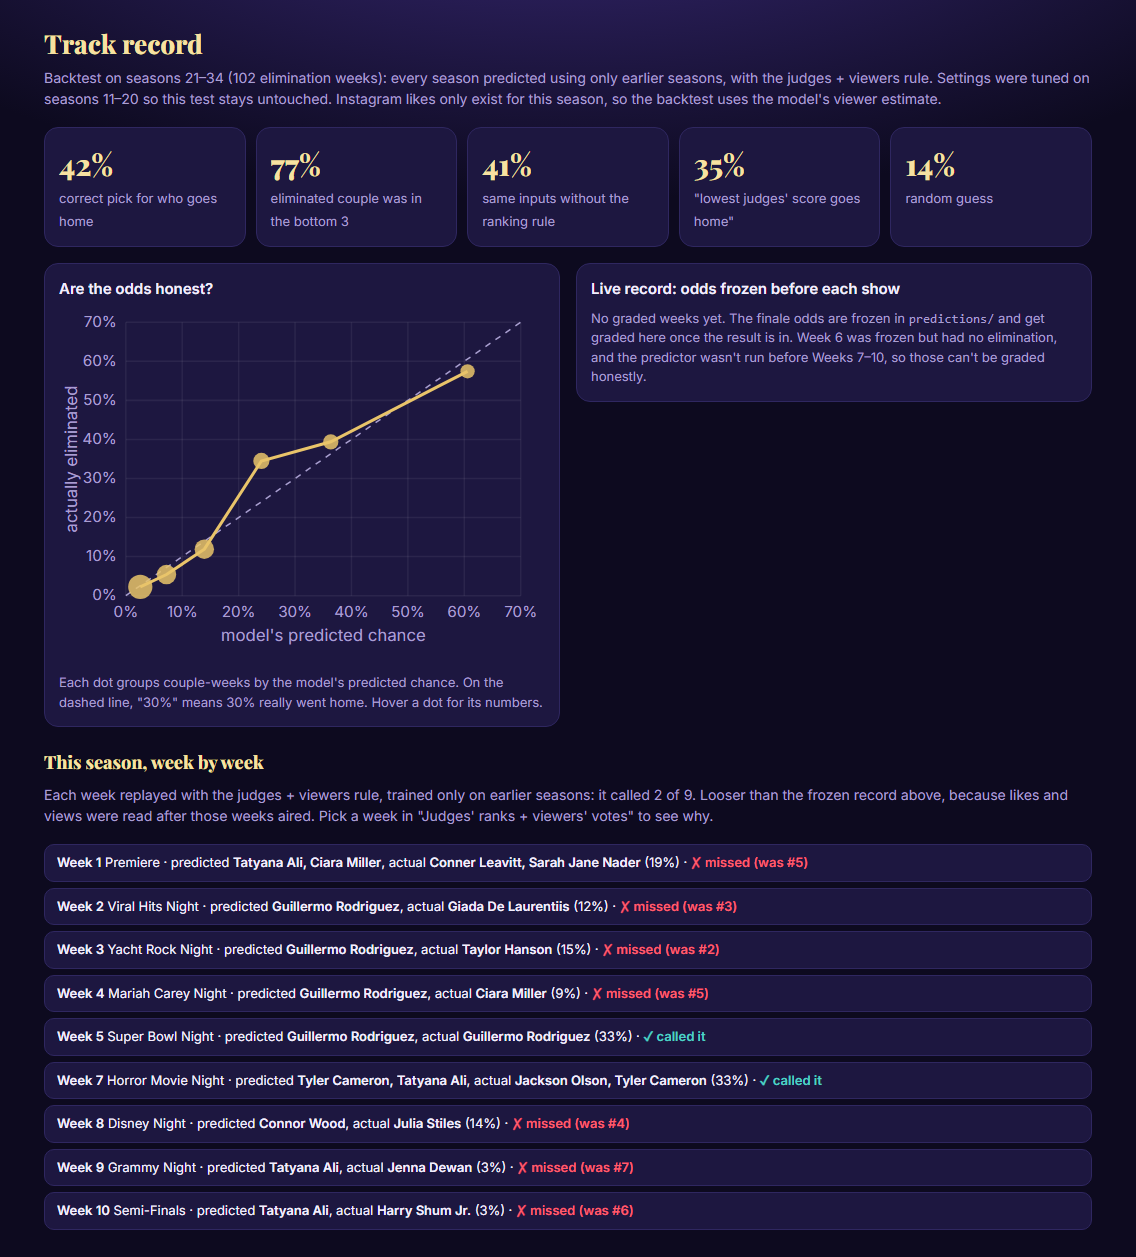 Track record
Backtest on seasons 21–34 (102 elimination weeks): every season predicted using only earlier seasons, with the judges + viewers rule. Settings were tuned on
seasons 11–20 so this test stays untouched. Instagram likes only exist for this season, so the backtest uses the model's viewer estimate.
42%
correct pick for who goes
home
77%
eliminated couple was in
the bottom 3
41%
same inputs without the
ranking rule
35%
"lowest judges' score goes
home"
14%
random guess
Are the odds honest?
70%
60%
50%
40%
30%
20%
10%
0%
actually eliminated
0% 10% 20% 30% 40% 50% 60% 70%
model's predicted chance
Each dot groups couple-weeks by the model's predicted chance. On the
dashed line, "30%" means 30% really went home. Hover a dot for its numbers.
Live record: odds frozen before each show
No graded weeks yet. The finale odds are frozen in predictions/ and get
graded here once the result is in. Week 6 was frozen but had no elimination,
and the predictor wasn't run before Weeks 7–10, so those can't be graded
honestly.
This season, week by week
Each week replayed with the judges + viewers rule, trained only on earlier seasons: it called 2 of 9. Looser than the frozen record above, because likes and
views were read after those weeks aired. Pick a week in "Judges' ranks + viewers' votes" to see why.
Week 1 Premiere · predicted Tatyana Ali, Ciara Miller, actual Conner Leavitt, Sarah Jane Nader (19%) · ✗ missed (was #5)
Week 2 Viral Hits Night · predicted Guillermo Rodriguez, actual Giada De Laurentiis (12%) · ✗ missed (was #3)
Week 3 Yacht Rock Night · predicted Guillermo Rodriguez, actual Taylor Hanson (15%) · ✗ missed (was #2)
Week 4 Mariah Carey Night · predicted Guillermo Rodriguez, actual Ciara Miller (9%) · ✗ missed (was #5)
Week 5 Super Bowl Night · predicted Guillermo Rodriguez, actual Guillermo Rodriguez (33%) · ✓ called it
Week 7 Horror Movie Night · predicted Tyler Cameron, Tatyana Ali, actual Jackson Olson, Tyler Cameron (33%) · ✓ called it
Week 8 Disney Night · predicted Connor Wood, actual Julia Stiles (14%) · ✗ missed (was #4)
Week 9 Grammy Night · predicted Tatyana Ali, actual Jenna Dewan (3%) · ✗ missed (was #7)
Week 10 Semi-Finals · predicted Tatyana Ali, actual Harry Shum Jr. (3%) · ✗ missed (was #6)